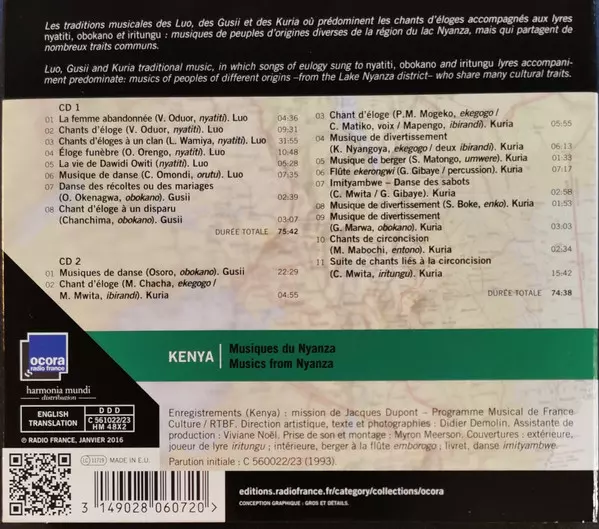 Les traditions musicales des Luo, des Gusii et des Kuria où prédominent les chants d'éloges accompagnés aux lyres
nyatiti, obokano et iritungu : musiques de peuples d'origines diverses de la région du lac Nyanza, mais qui partagent de
nombreux traits communs.
Luo, Gusii and Kuria traditional music, in which songs of eulogy sung to nyatiti, obokano and iritungu lyres accompani-
ment predominate: musics of peoples of different origins –from the Lake Nyanza district– who share many cultural traits.
CD 1
01 La femme abandonnée (V. Oduor, nyatiti). Luo 04:36
02 Chants d'éloge (V. Oduor, nyatiti). Luo 09:31
03 Chants d'éloges à un clan (L. Wamiya, nyatiti). Luo 31:55
04 Éloge funèbre (O. Orengo, nyatiti). Luo 10:48
05 La vie de Dawidi Owiti (nyatiti). Luo 05:28
06 Musique de danse (C. Omondi, orutu). Luo 07:35
07 Danse des récoltes ou des mariages
(O. Okenagwa, obokano). Gusii 02:39
08 Chant d'éloge à un disparu
(Chanchima, obokano). Gusii 03:07
DURÉE TOTALE 75:42
CD 2
01 Musiques de danse (Osoro, obokano). Gusii 22:29
02 Chant d'éloge (M. Chacha, ekegogo /
M. Mwita, ibirandi). Kuria 04:55
03 Chant d'éloge (P.M. Mogeko, ekegogo /
C. Matiko, voix / Mapengo, ibirandi). Kuria 05:55
04 Musique de divertissement
(K. Nyangoya, ekegogo / deux ibirandi). Kuria 06:13
05 Musique de berger (S. Matongo, umwere). Kuria 01:33
06 Flûte ekerongwi (G. Gibaye / percussion). Kuria 07:17
07 Imityambwe – Danse des sabots
(C. Mwita / G. Gibaye). Kuria 02:58
08 Musique de divertissement (S. Boke, enko). Kuria 01:53
09 Musique de divertissement
(G. Marwa, obokano). Kuria 03:03
10 Chants de circoncision
(M. Mabochi, entono). Kuria 02:34
11 Suite de chants liés à la circoncision
(C. Mwita, iritungu). Kuria 15:42
DURÉE TOTALE 74:38
KENYA
Musiques du Nyanza
Musics from Nyanza
ocora
radio france
harmonia mundi
distribution
ENGLISH
TRANSLATION
D D D
C 561022/23
HM 48X2
© RADIO FRANCE, JANVIER 2016
Enregistrements (Kenya) : mission de Jacques Dupont – Programme Musical de France
Culture / RTBF. Direction artistique, texte et photographies : Didier Demolin. Assistante de
production : Viviane Noël. Prise de son et montage : Myron Meerson. Couvertures : extérieure,
joueur de lyre iritungu ; intérieure, berger à la flûte emborogo ; livret, danse imityambwe.
Parution initiale : C 560022/23 (1993).
LC 11719
MADE IN E.U.
3 149028 060720
editions.radiofrance.fr/category/collections/ocora
CONCEPTION GRAPHIQUE : GROS ET DÉTAILS.